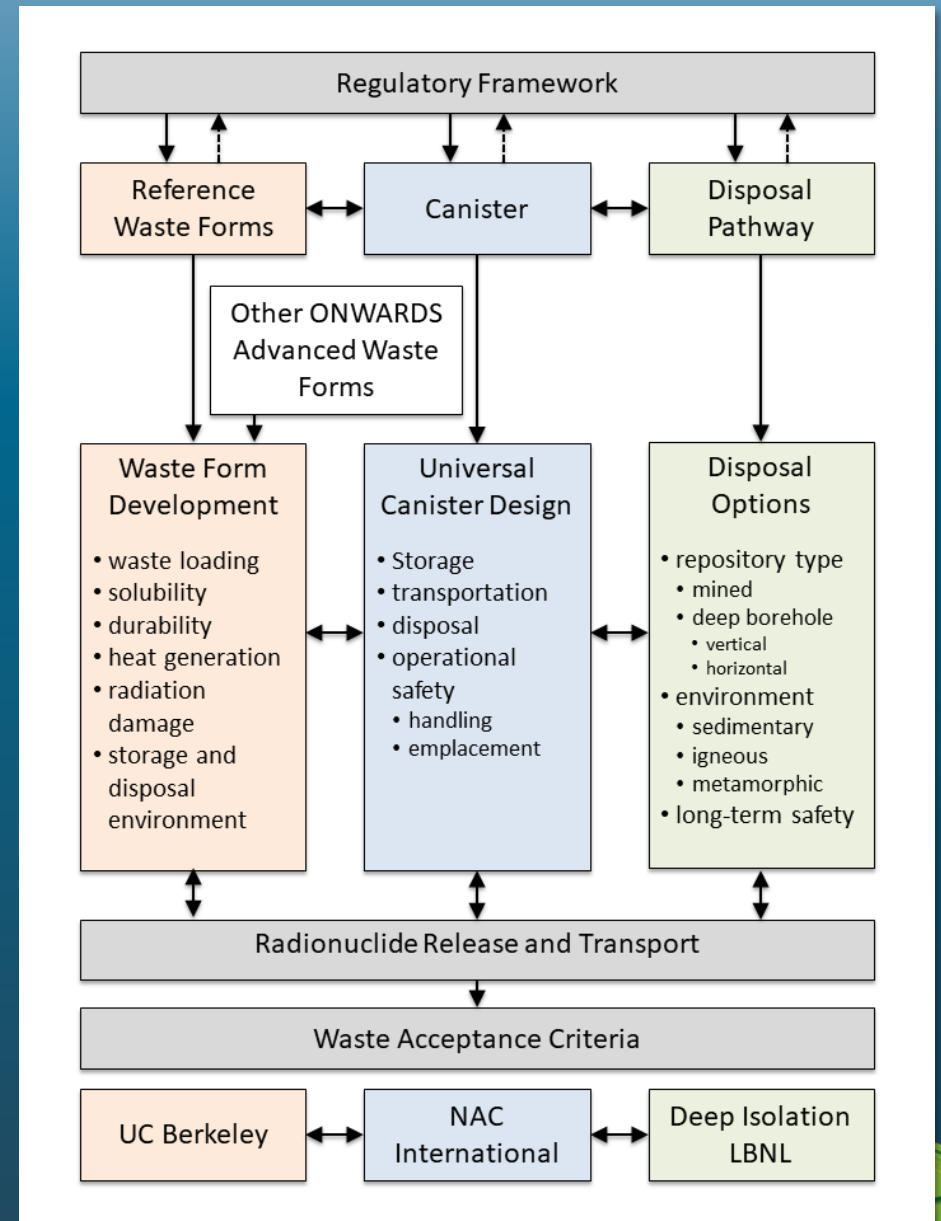 Regulatory Framework
Reference
Waste Forms
Canister
Disposal
Pathway
Other ONWARDS
Advanced Waste
Forms
Waste Form
Development
• waste loading
• solubility
• durability
• heat generation
• radiation
damage
• storage and
disposal
environment
Universal
Canister Design
• Storage
• transportation
• disposal
• operational
safety
• handling
• emplacement
Disposal
Options
• repository type
• mined
• deep borehole
• vertical
• horizontal
• environment
• sedimentary
• igneous
• metamorphic
• long-term safety
Radionuclide Release and Transport
Waste Acceptance Criteria
UC Berkeley
NAC
International
Deep Isolation
LBNL